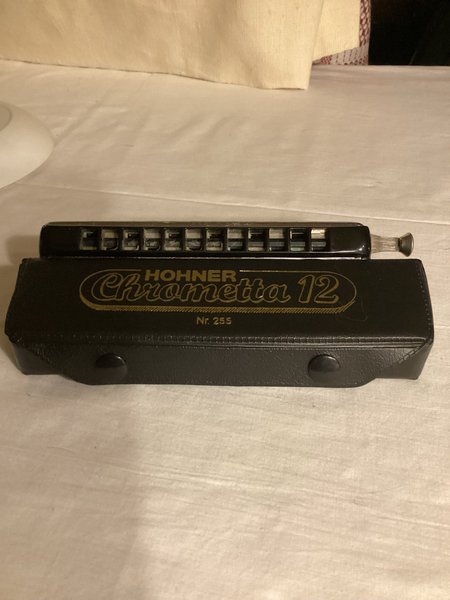 HOHNER
Chrometta 12
Nr. 255